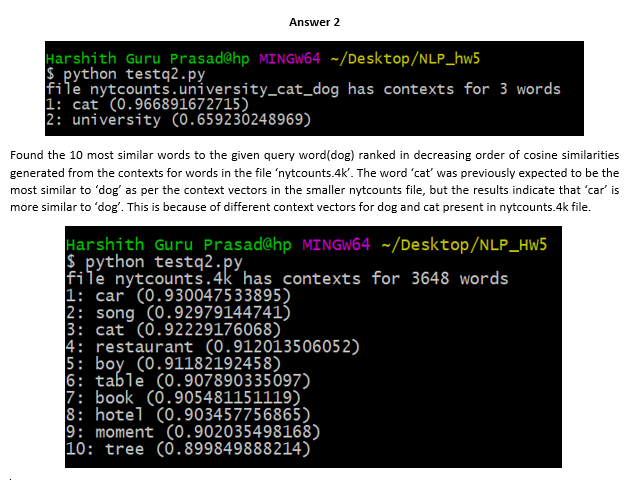 Answer 2
Harshith Guru Prasad@hp MINGW64 ~/Desktop/NLP_hw5
$ python testq2.py
file nytcounts.university_cat_dog has contexts for 3 words
1: cat (0.966891672715)
2: university (0.659230248969)
Found the 10 most similar words to the given query word(dog) ranked in decreasing order of cosine similarities
generated from the contexts for words in the file ‘nytcounts.4k’. The word ‘cat’ was previously expected to be the
most similar to ‘dog’ as per the context vectors in the smaller nytcounts file, but the results indicate that ‘car’ is
more similar to ‘dog’. This is because of different context vectors for dog and cat present in nytcounts.4k file.
Harshith Guru Prasad@hp MINGW64 ~/Desktop/NLP_HW5
$ python testq2.py
file nytcounts.4k has contexts for 3648 words
1: car (0.930047533895)
2: song (0.92979144741)
3: cat (0.92229176068)
4: restaurant (0.912013506052)
5: boy (0.91182192458)
6: table (0.907890335097)
7: book (0.905481151119)
8: hotel (0.903457756865)
9: moment (0.902035498168)
10: tree (0.899849888214)